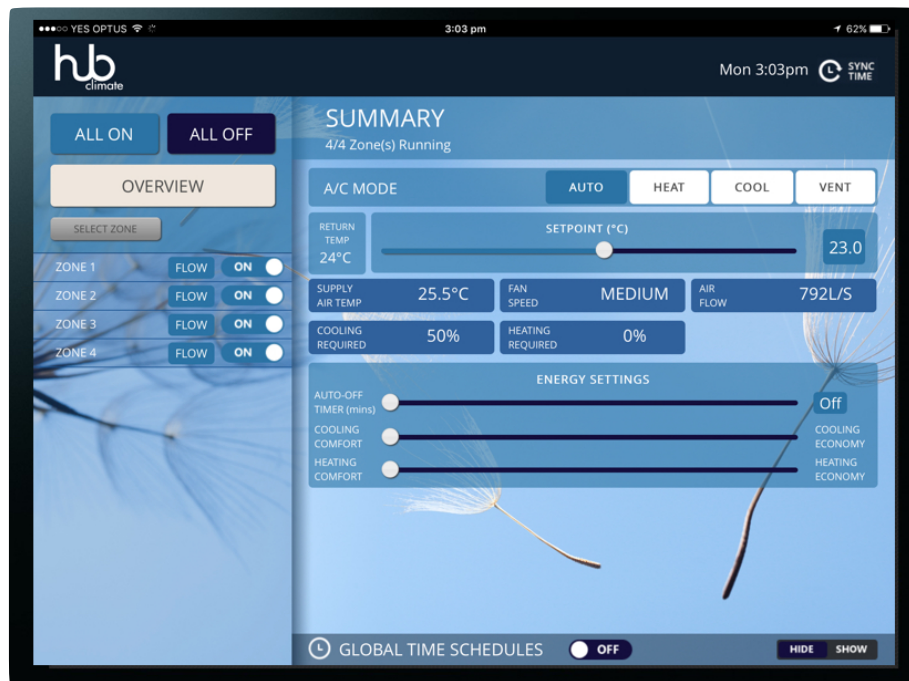 YES OPTUS 3:03 pm 62%
hub
climate
Mon 3:03pm SYNC
TIME
ALL ON ALL OFF
OVERVIEW
SELECT ZONE
ZONE 1 FLOW ON
ZONE 2 FLOW ON
ZONE 3 FLOW ON
ZONE 4 FLOW ON
SUMMARY
4/4 Zone(s) Running
A/C MODE AUTO HEAT COOL VENT
RETURN
TEMP
24°C
SETPOINT (°C)
23.0
SUPPLY
AIR TEMP 25.5°C
FAN
SPEED MEDIUM
AIR
FLOW 792L/S
COOLING
REQUIRED 50%
HEATING
REQUIRED 0%
ENERGY SETTINGS
AUTO-OFF
TIMER (mins) Off
COOLING
COMFORT
COOLING
ECONOMY
HEATING
COMFORT
HEATING
ECONOMY
GLOBAL TIME SCHEDULES OFF HIDE SHOW